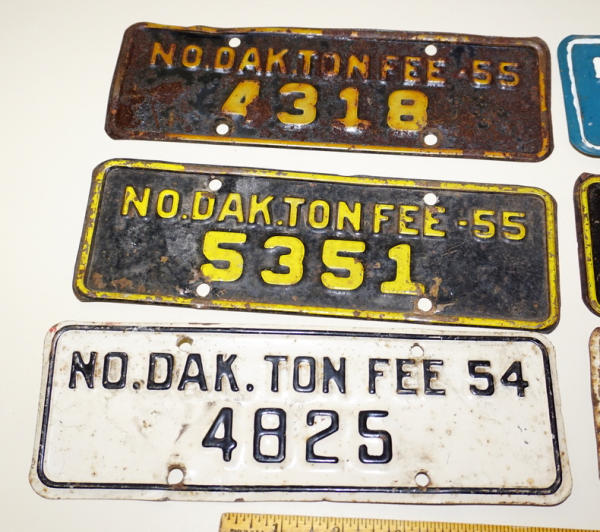 NO.DAK.TON FEE -55
4318
NO.DAK.TON FEE -55
5351
NO.DAK. TON FEE 54
4825